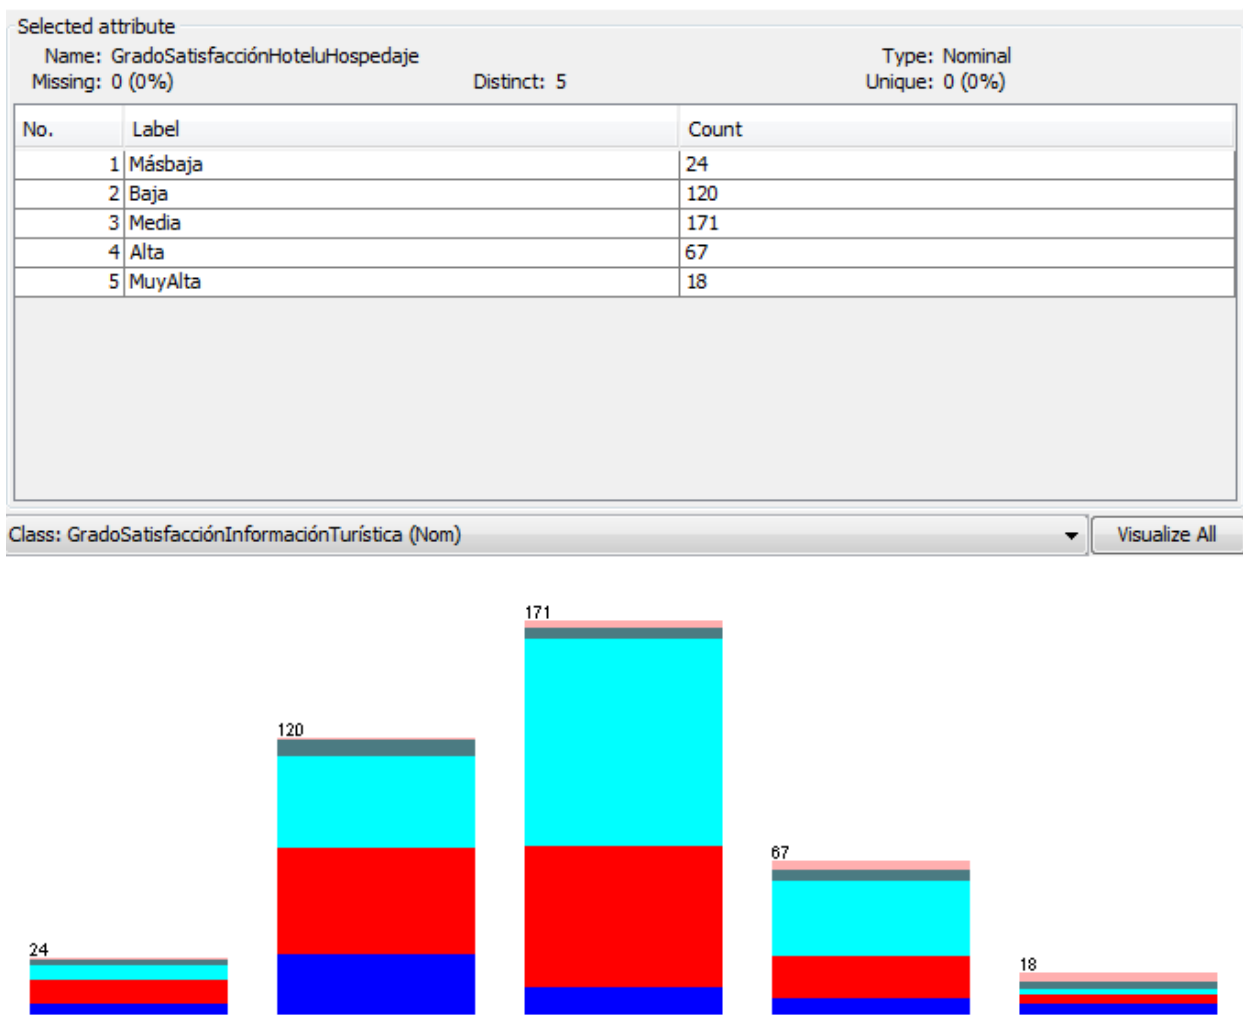 Selected attribute
Name: GradoSatisfacciónHoteluHospedaje Type: Nominal
Missing: 0 (0%) Distinct: 5 Unique: 0 (0%)
No. Label Count
1 Másbaja 24
2 Baja 120
3 Media 171
4 Alta 67
5 MuyAlta 18
Class: GradoSatisfacciónInformaciónTurística (Nom) Visualize All
171
120
67
24
18